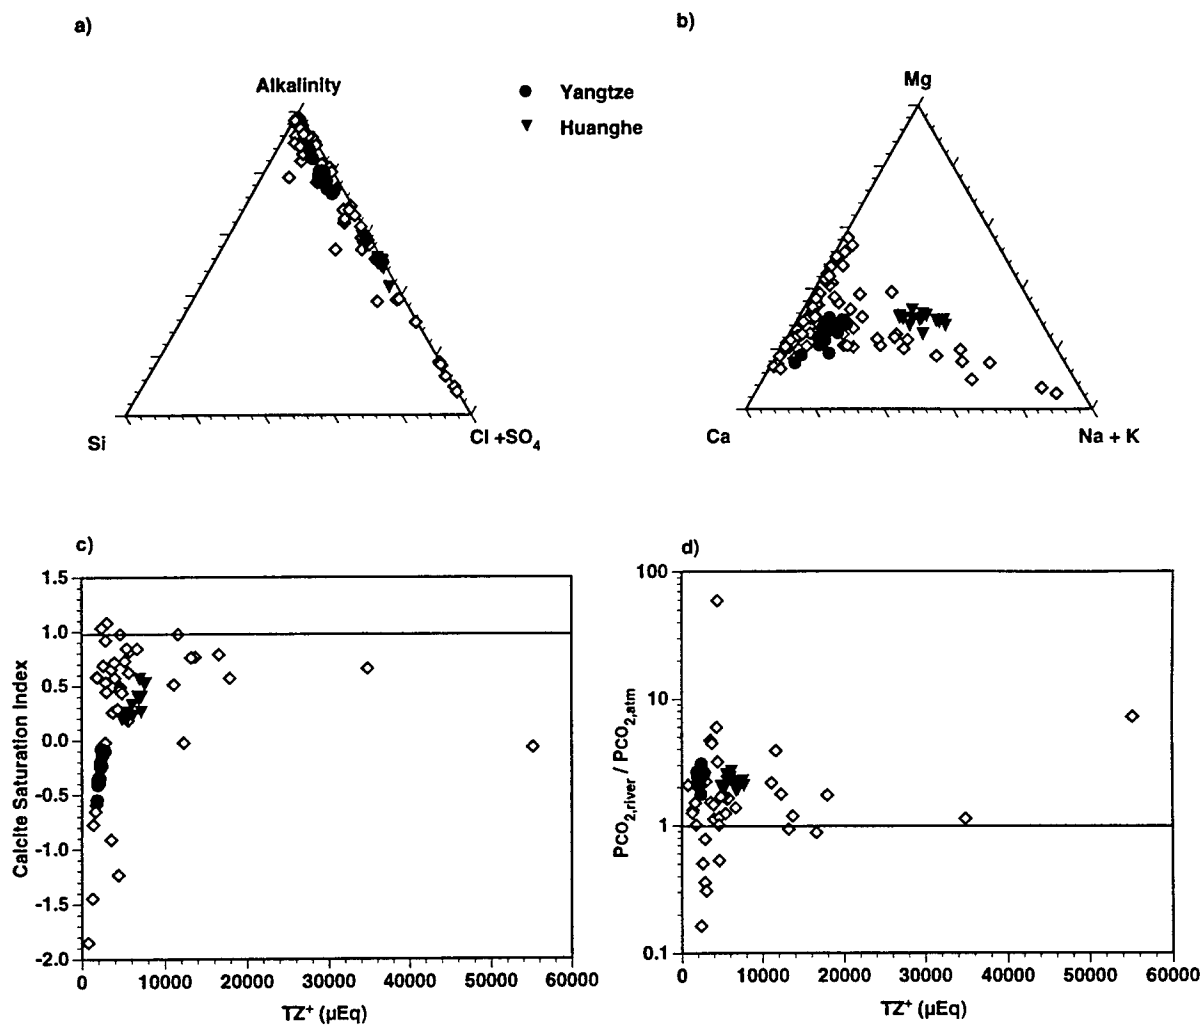 a)
b)
Alkalinity
Yangtze
Huanghe
Mg
Si
Cl +SO₄
Ca
Na + K
c)
Calcite Saturation Index
1.5
1.0
0.5
0.0
-0.5
-1.0
-1.5
-2.0
0 10000 20000 30000 40000 50000 60000
TZ⁺ (µEq)
d)
PCO₂,river / PCO₂,atm
100
10
1
0.1
0 10000 20000 30000 40000 50000 60000
TZ⁺ (µEq)